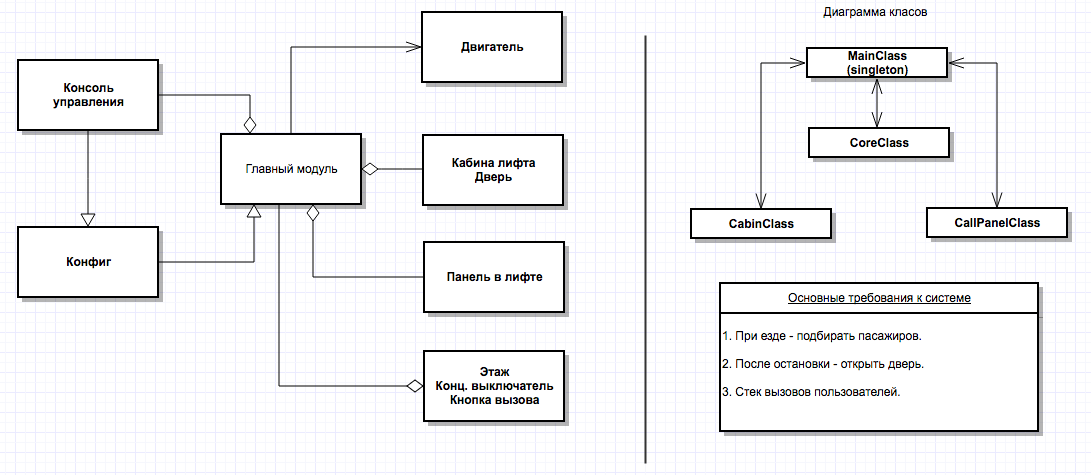 Двигатель
Консоль
управления
Главный модуль
Кабина лифта
Дверь
Конфиг
Панель в лифте
Этаж
Конц. выключатель
Кнопка вызова
Диаграмма класов
MainClass
(singleton)
CoreClass
CabinClass
CallPanelClass
Основные требования к системе
1. При езде - подбирать пасажиров.
2. После остановки - открыть дверь.
3. Стек вызовов пользователей.